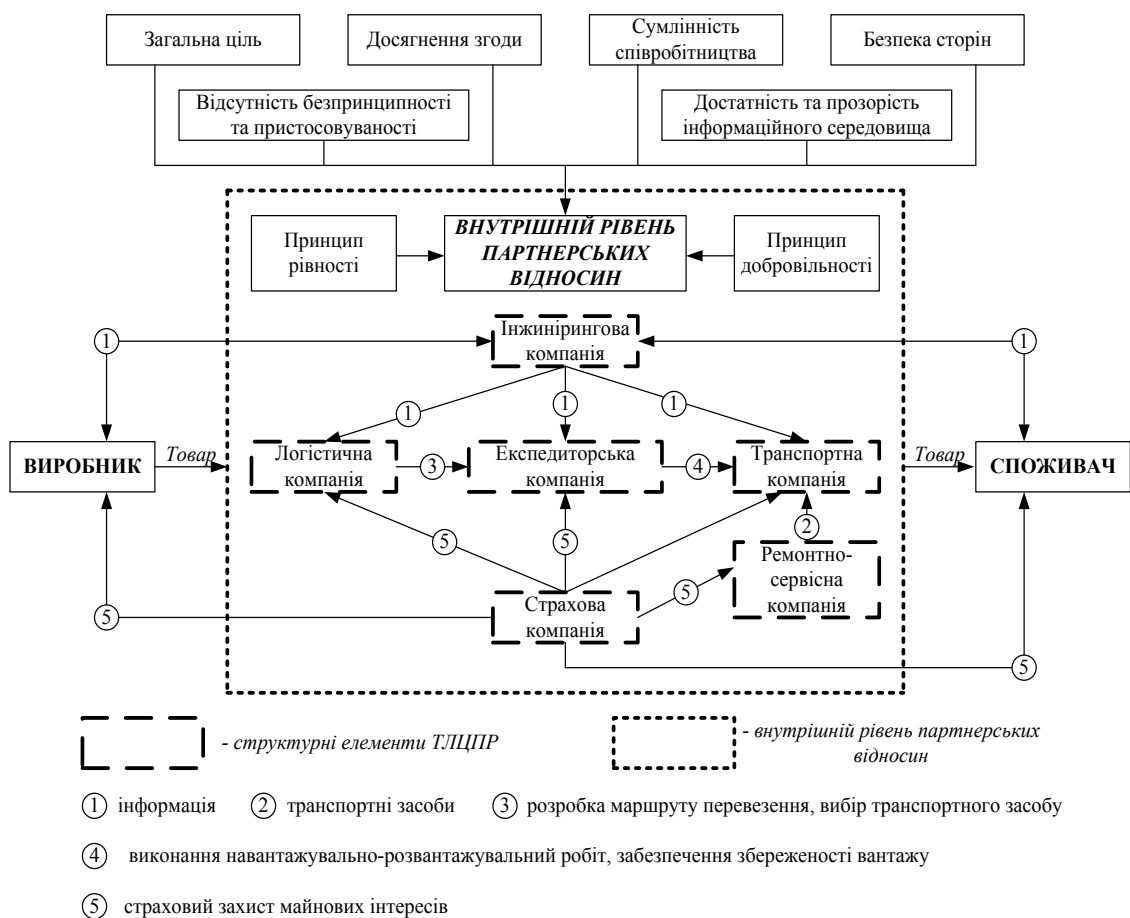 Загальна ціль
Досягнення згоди
Сумлінність
співробітництва
Безпека сторін
Відсутність безпринципності
та пристосовуваності
Достатність та прозорість
інформаційного середовища
Принцип
рівності
ВНУТРІШНІЙ РІВЕНЬ
ПАРТНЕРСЬКИХ
ВІДНОСИН
Принцип
добровільності
Інжинірингова
компанія
1
1
1
1
1
ВИРОБНИК
Товар
Логістична
компанія
3
Експедиторська
компанія
4
Транспортна
компанія
Товар
СПОЖИВАЧ
2
5
5
Ремонтно-
сервісна
компанія
5
Страхова
компанія
5
5
- структурні елементи ТЛЦПР
- внутрішній рівень партнерських
відносин
1 інформація
2 транспортні засоби
3 розробка маршруту перевезення, вибір транспортного засобу
4 виконання навантажувально-розвантажувальний робіт, забезпечення збереженості вантажу
5 страховий захист майнових інтересів